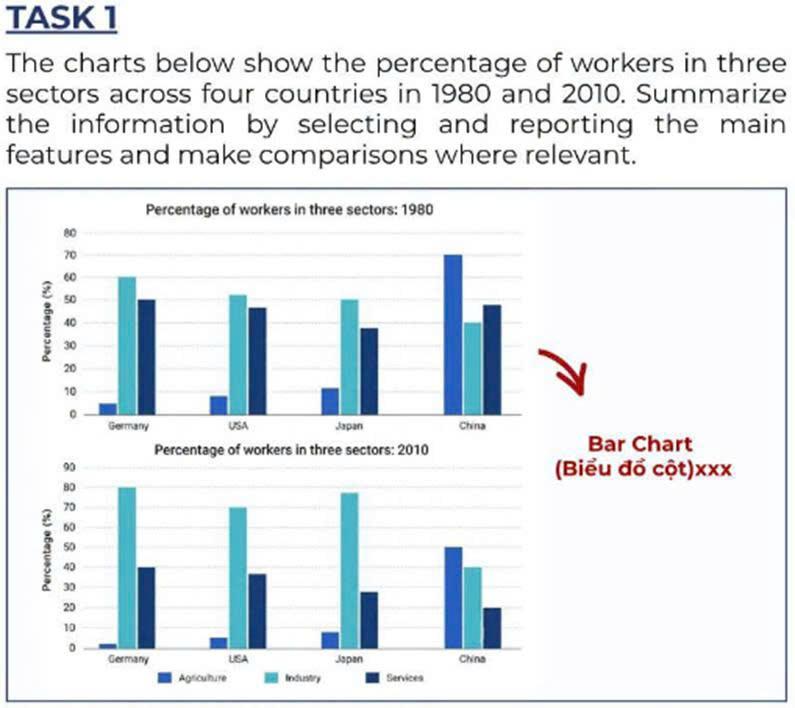 TASK 1
The charts below show the percentage of workers in three
sectors across four countries in 1980 and 2010. Summarize
the information by selecting and reporting the main
features and make comparisons where relevant.
Percentage of workers in three sectors: 1980
Percentage (%)
80
70
60
50
40
30
20
10
0
Germany USA Japan China
Bar Chart
(Biểu đồ cột)xxx
Percentage of workers in three sectors: 2010
Percentage (%)
90
80
70
60
50
40
30
20
10
0
Germany USA Japan China
Agriculture Industry Services